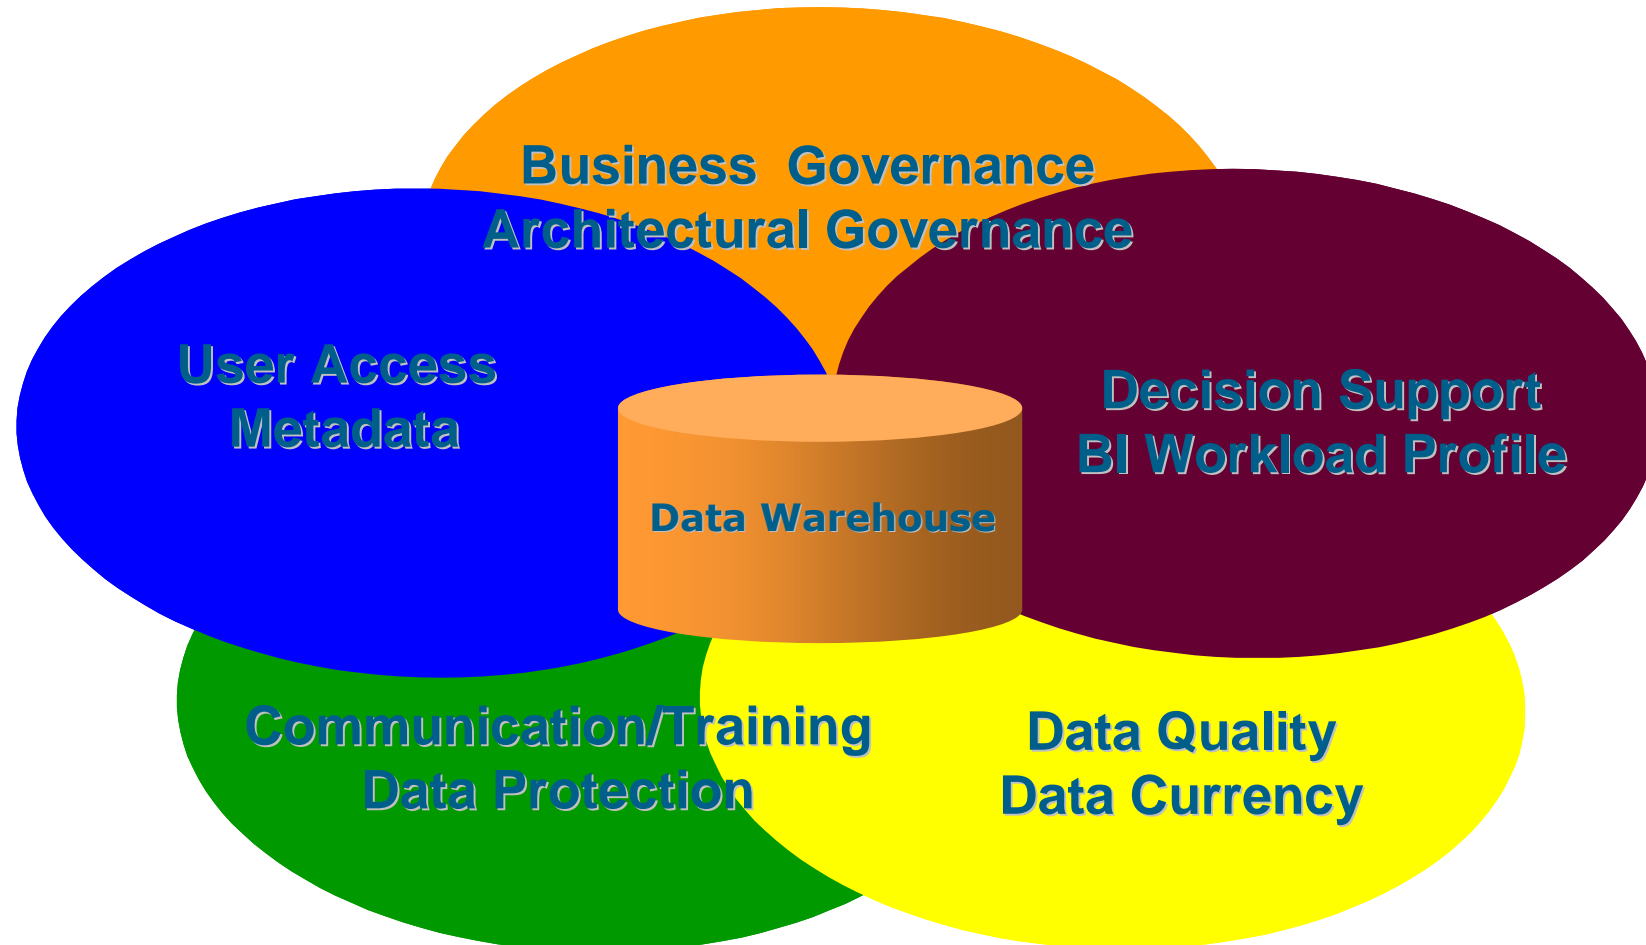 Business  Governance
Architectural Governance
User Access
Metadata
Decision Support
BI Workload Profile
Data Warehouse
Communication/Training
Data Protection
Data Quality
Data Currency